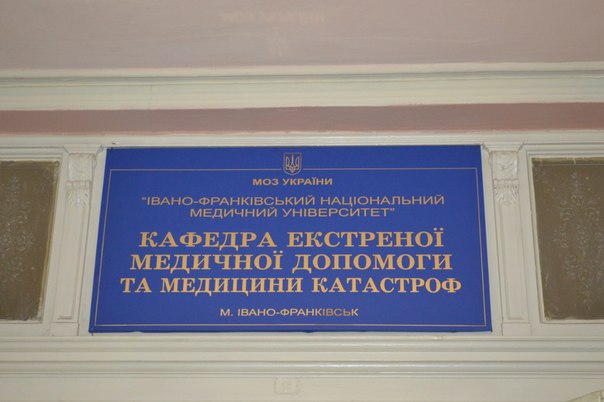 МОЗ УКРАЇНИ
"ІВАНО-ФРАНКІВСЬКИЙ НАЦІОНАЛЬНИЙ
МЕДИЧНИЙ УНІВЕРСИТЕТ"
КАФЕДРА ЕКСТРЕНОЇ
МЕДИЧНОЇ ДОПОМОГИ
ТА МЕДИЦИНИ КАТАСТРОФ
М. ІВАНО-ФРАНКІВСЬК